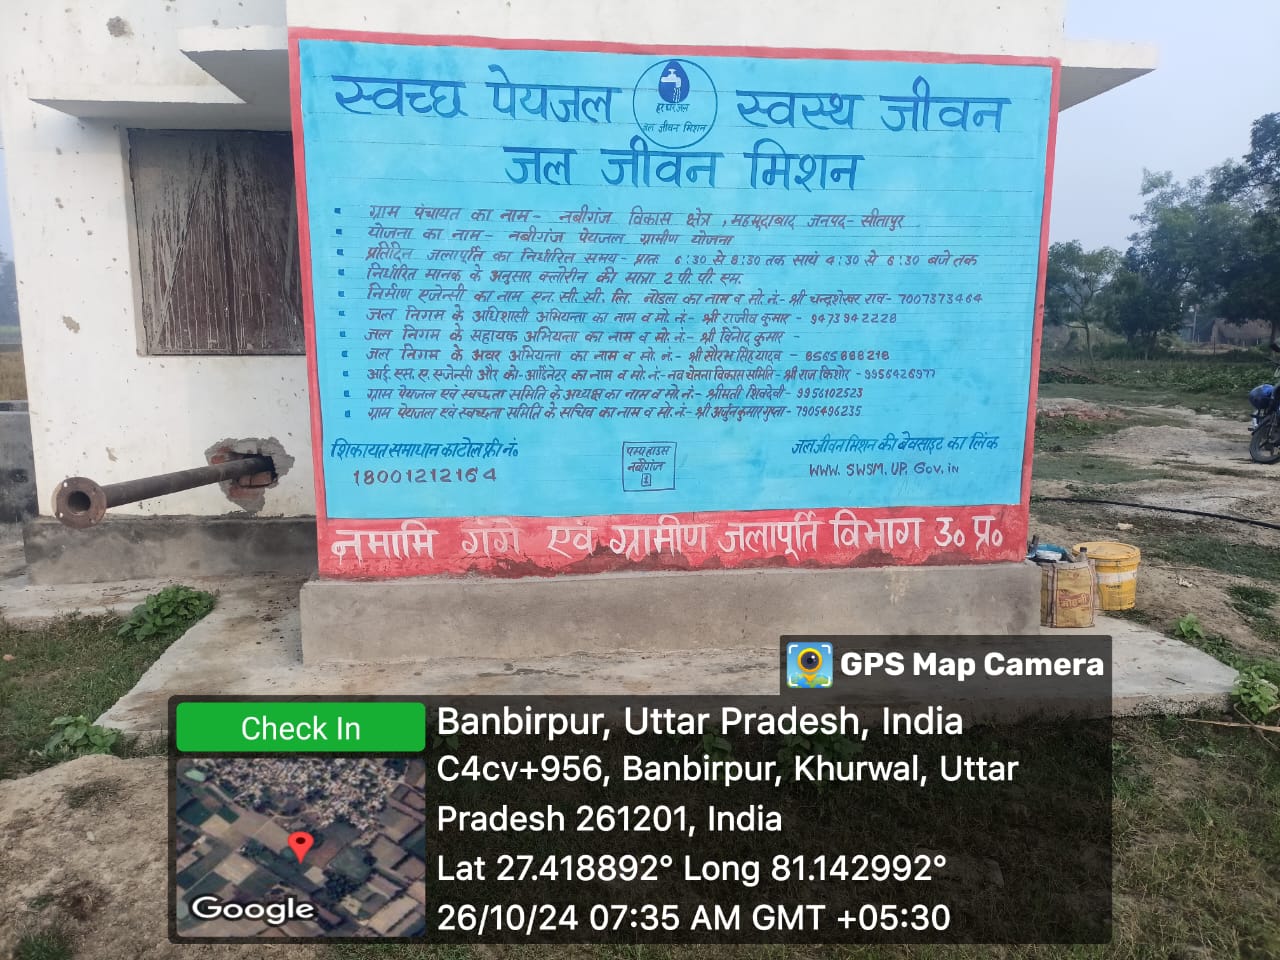 स्वच्छ पेयजल स्वस्थ जीवन
हर घर जल
जल जीवन मिशन
जल जीवन मिशन
ग्राम पंचायत का नाम- नबीगंज विकास क्षेत्र, महमूदाबाद जनपद- सीतापुर
योजना का नाम- नबीगंज पेयजल ग्रामीण योजना
प्रतिदिन जलापूर्ति का निर्धारित समय- प्रातः 6:30 से 8:30 तक सायं 4:30 से 6:30 बजे तक
निर्धारित मानक के अनुसार क्लोरीन की मात्रा 2 पी. पी. एम.
निर्माण एजेन्सी का नाम एन. सी. सी. लि. नोडल का नाम व मो. नं.- श्री चन्द्रशेखर राव- 7007373464
जल निगम के अधिशासी अभियन्ता का नाम व मो. नं.- श्री राजीव कुमार - 9473942228
जल निगम के सहायक अभियन्ता का नाम व मो. नं.- श्री विनोद कुमार -
जल निगम के अवर अभियन्ता का नाम व मो. नं.- श्री सौरभ सिंह यादव - 8565888218
आई. एस. ए. एजेन्सी और को-आर्डिनेटर का नाम व मो. नं.- नव चेतना विकास समिति - श्री राज किशोर - 9956426977
ग्राम पेयजल एवं स्वच्छता समिति के अध्यक्ष का नाम व मो. नं.- श्रीमती शिवदेवी- 9956102523
ग्राम पेयजल एवं स्वच्छता समिति के सचिव का नाम व मो. नं.- श्री अर्जुन कुमार गुप्ता- 7905496235
शिकायत समाधान का टोल फ्री नं०
18001212164
पम्प हाउस
नबीगंज
जल जीवन मिशन की बेवसाइट का लिंक
WWW. SWSM. UP. Gov. in
नमामि गंगे एवं ग्रामीण जलापूर्ति विभाग उ० प्र०
GPS Map Camera
Check In
Banbirpur, Uttar Pradesh, India
C4cv+956, Banbirpur, Khurwal, Uttar
Pradesh 261201, India
Lat 27.418892° Long 81.142992°
26/10/24 07:35 AM GMT +05:30
Google